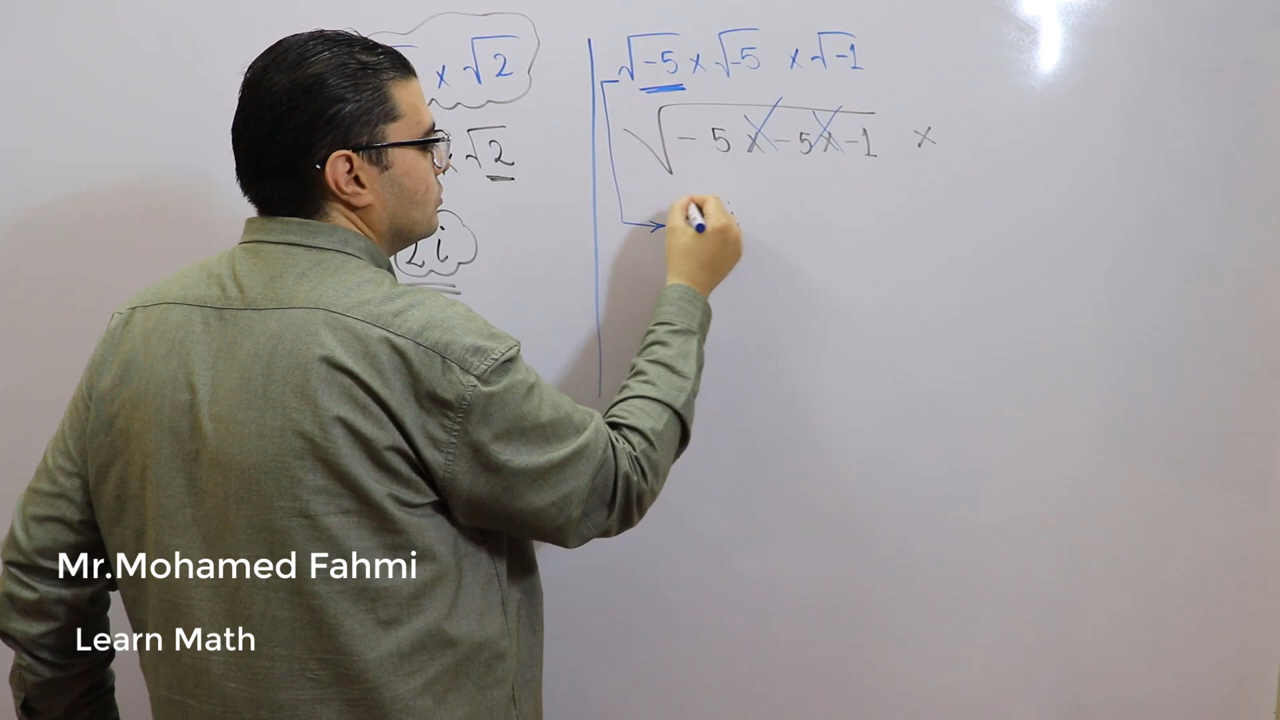 x √2
√-5 x √-5 x √-1
√-5 x -5 x -1 x
√2
2i
Mr.Mohamed Fahmi
Learn Math